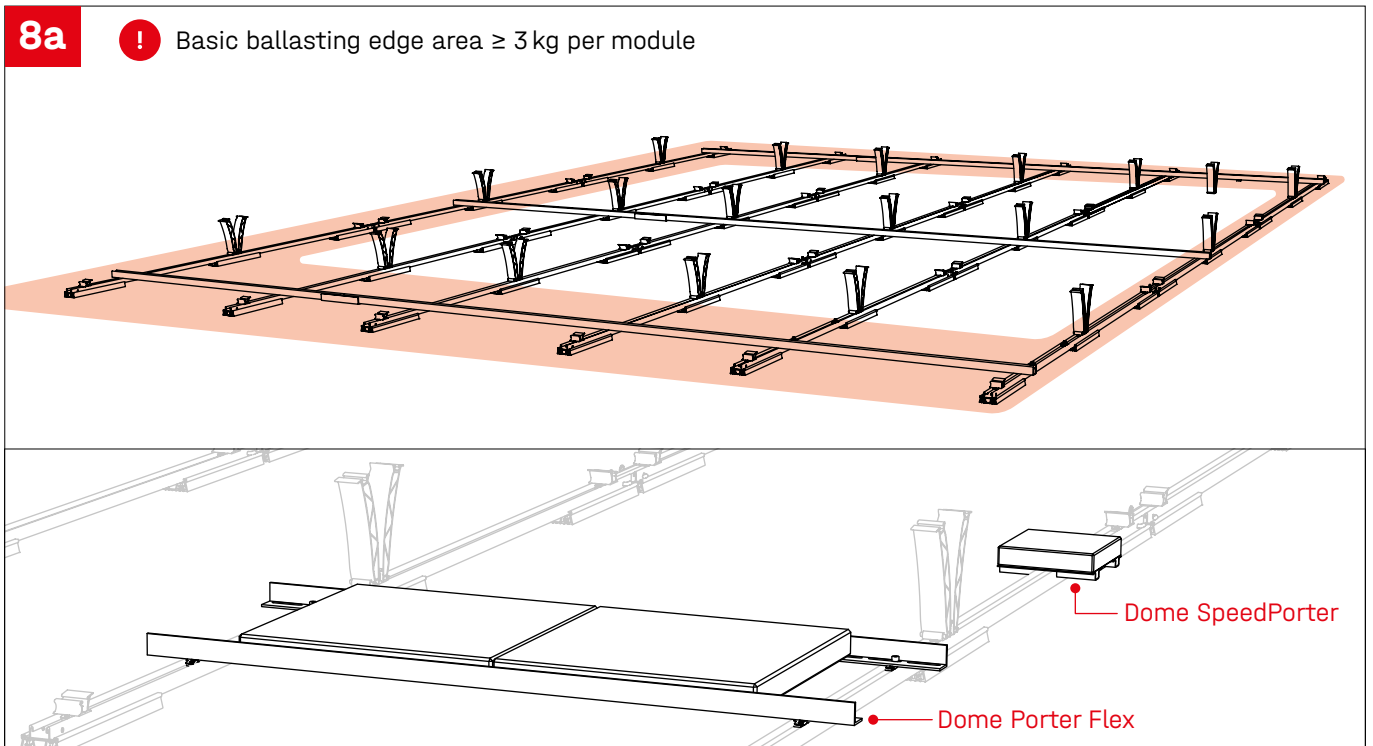 8a
! Basic ballasting edge area ≥ 3 kg per module
Dome SpeedPorter
Dome Porter Flex